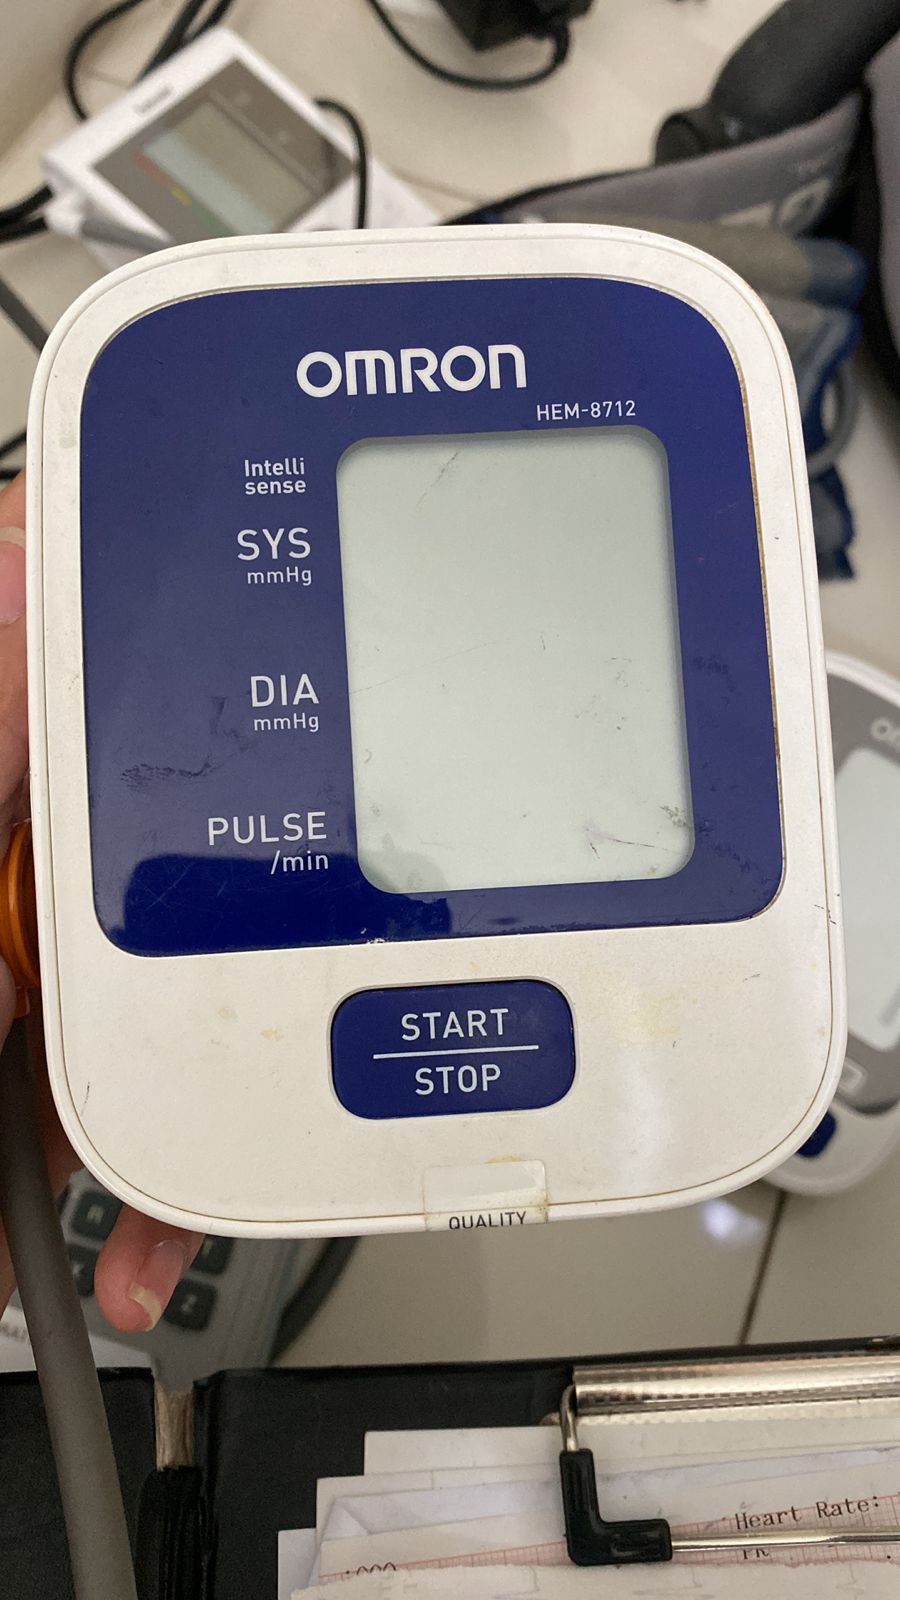 OMRON
HEM-8712
Intelli
sense
SYS
mmHg
DIA
mmHg
PULSE
/min
START
STOP
QUALITY
Heart Rate: